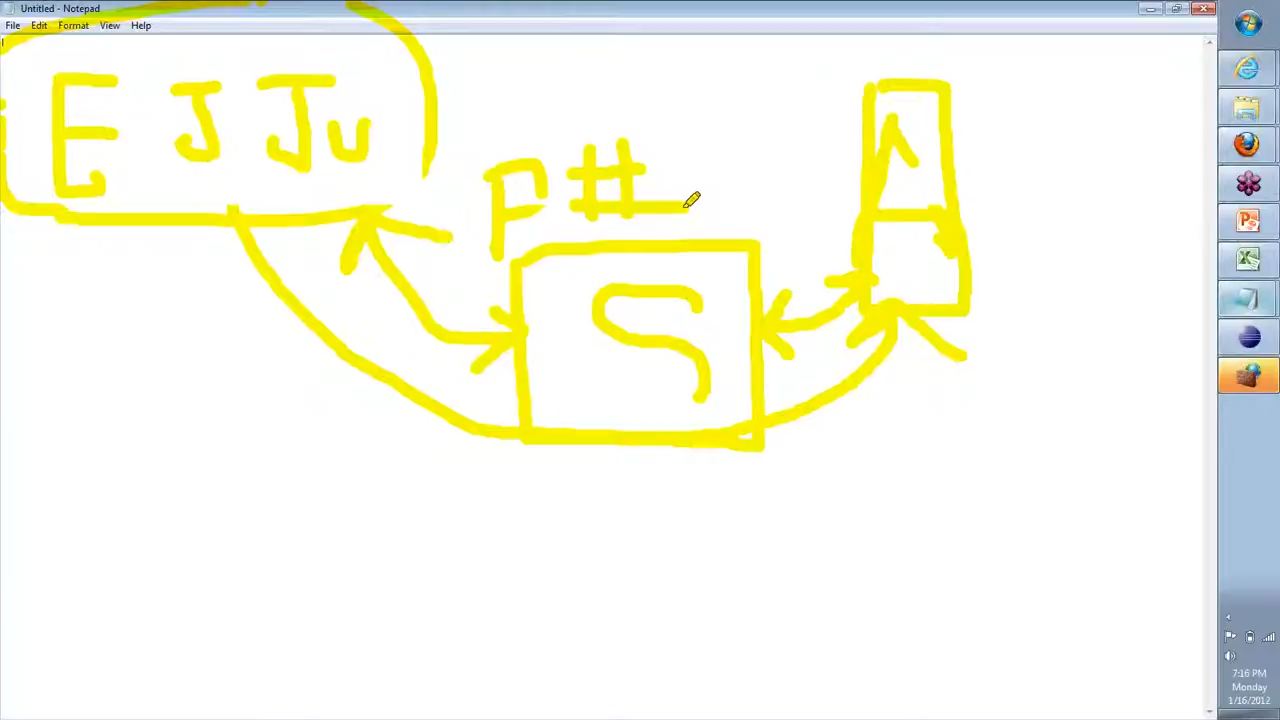 Untitled - Notepad
File Edit Format View Help
E J Ju
P#
S
A
7:16 PM
Monday
1/16/2012